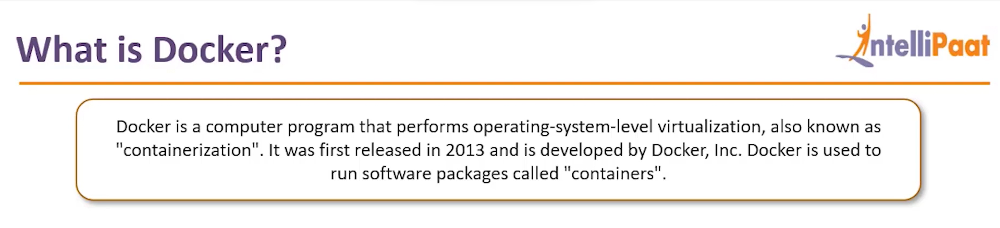 What is Docker?
IntelliPaat
Docker is a computer program that performs operating-system-level virtualization, also known as
"containerization". It was first released in 2013 and is developed by Docker, Inc. Docker is used to
run software packages called "containers".